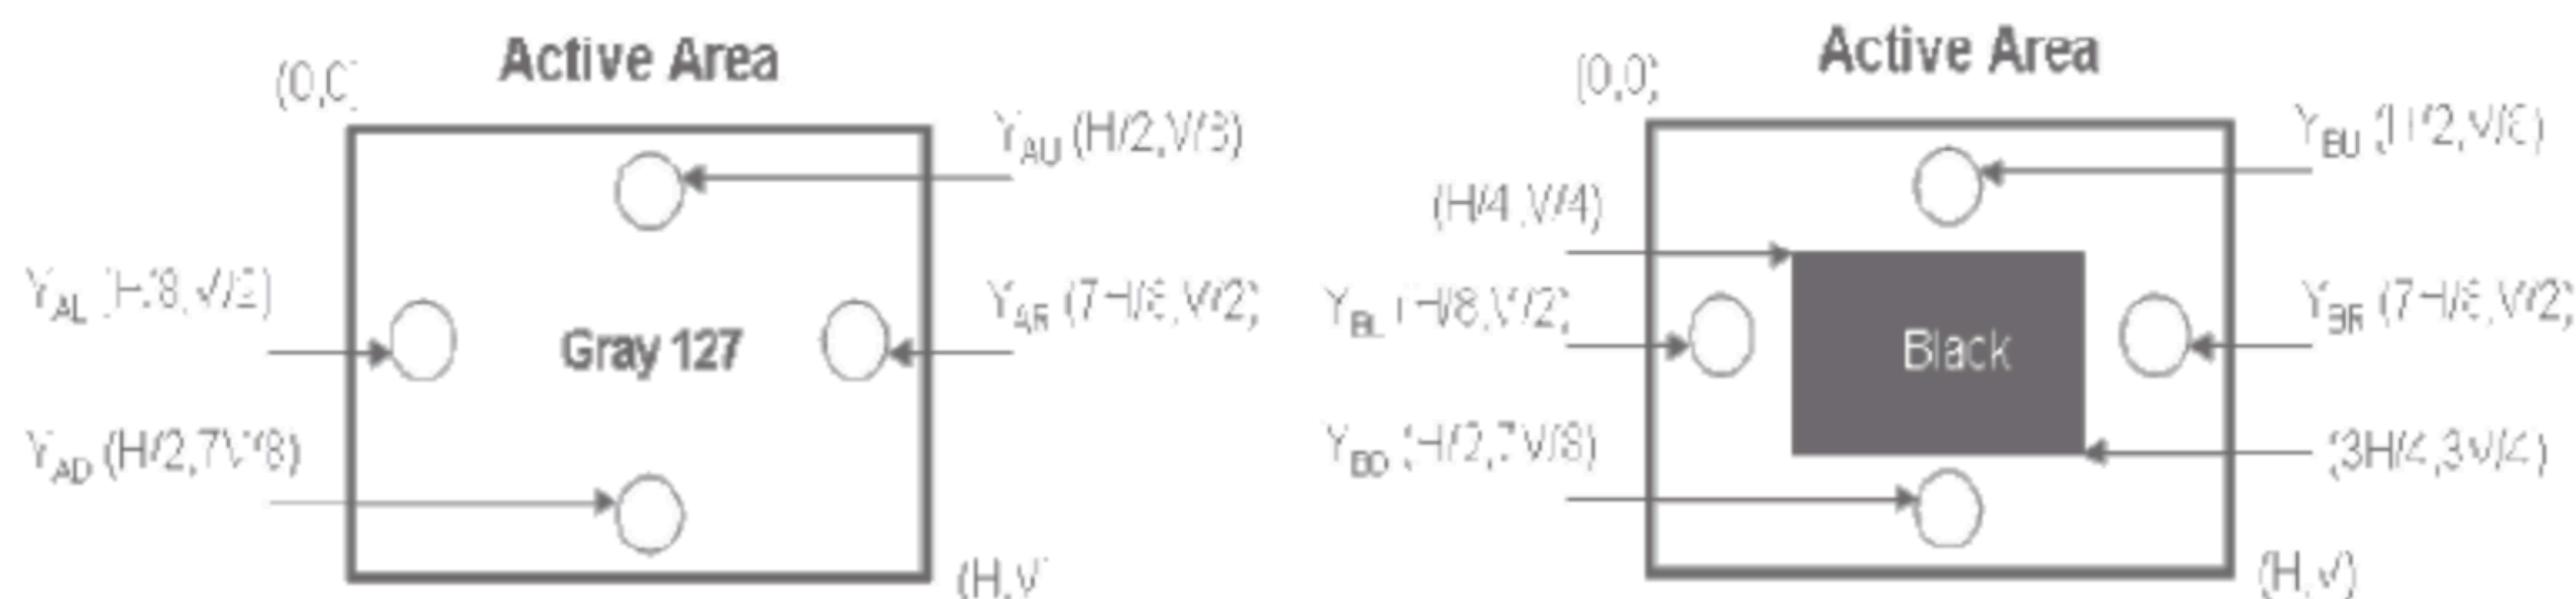 Active Area
(0,0)
Y_AU (H/2,V/8)
Y_AL (H/8,V/2)
Y_AR (7H/8,V/2)
Gray 127
Y_AD (H/2,7V/8)
(H,V)
Active Area
(0,0)
Y_BU (H/2,V/8)
(H/4,V/4)
Y_BL (H/8,V/2)
Y_BR (7H/8,V/2)
Black
Y_BD (H/2,7V/8)
(3H/4,3V/4)
(H,V)